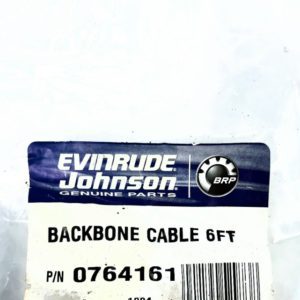 EVINRUDE
Johnson
GENUINE PARTS
BRP
BACKBONE CABLE 6FT
P/N 0764161